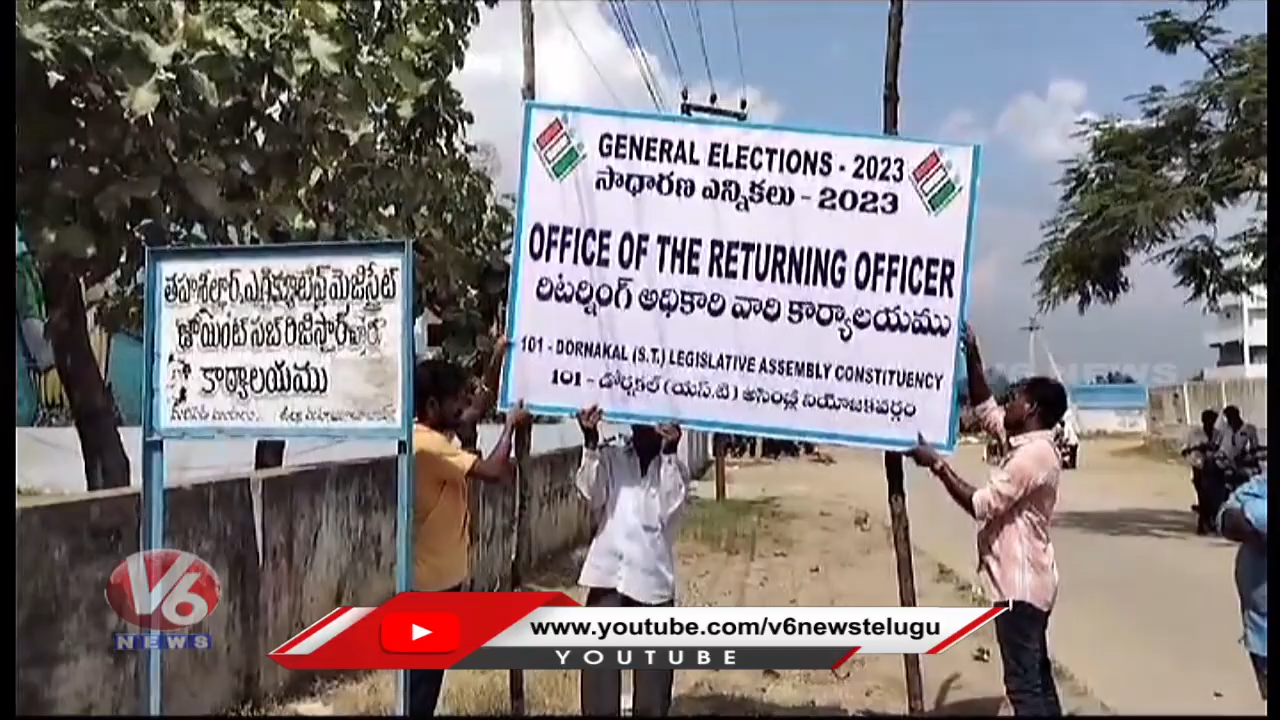 GENERAL ELECTIONS - 2023
సాధారణ ఎన్నికలు - 2023
OFFICE OF THE RETURNING OFFICER
రిటర్నింగ్ అధికారి వారి కార్యాలయము
101 - DORNAKAL (S.T.) LEGISLATIVE ASSEMBLY CONSTITUENCY
101 - డోర్నకల్ (యస్.టి) అసెంబ్లీ నియోజకవర్గం
తహశీల్దార్, ఎగ్జిక్యూటివ్ మెజిస్ట్రేట్
జాయింట్ సబ్ రిజిస్ట్రార్ వారి
కార్యాలయము
V6
NEWS
www.youtube.com/v6newstelugu
YOUTUBE